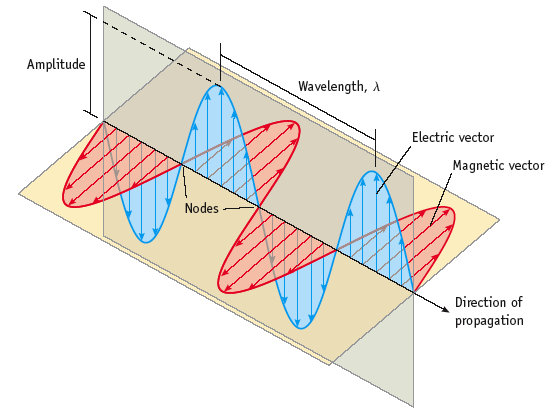 Amplitude
Wavelength, λ
Electric vector
Magnetic vector
Nodes
Direction of
propagation